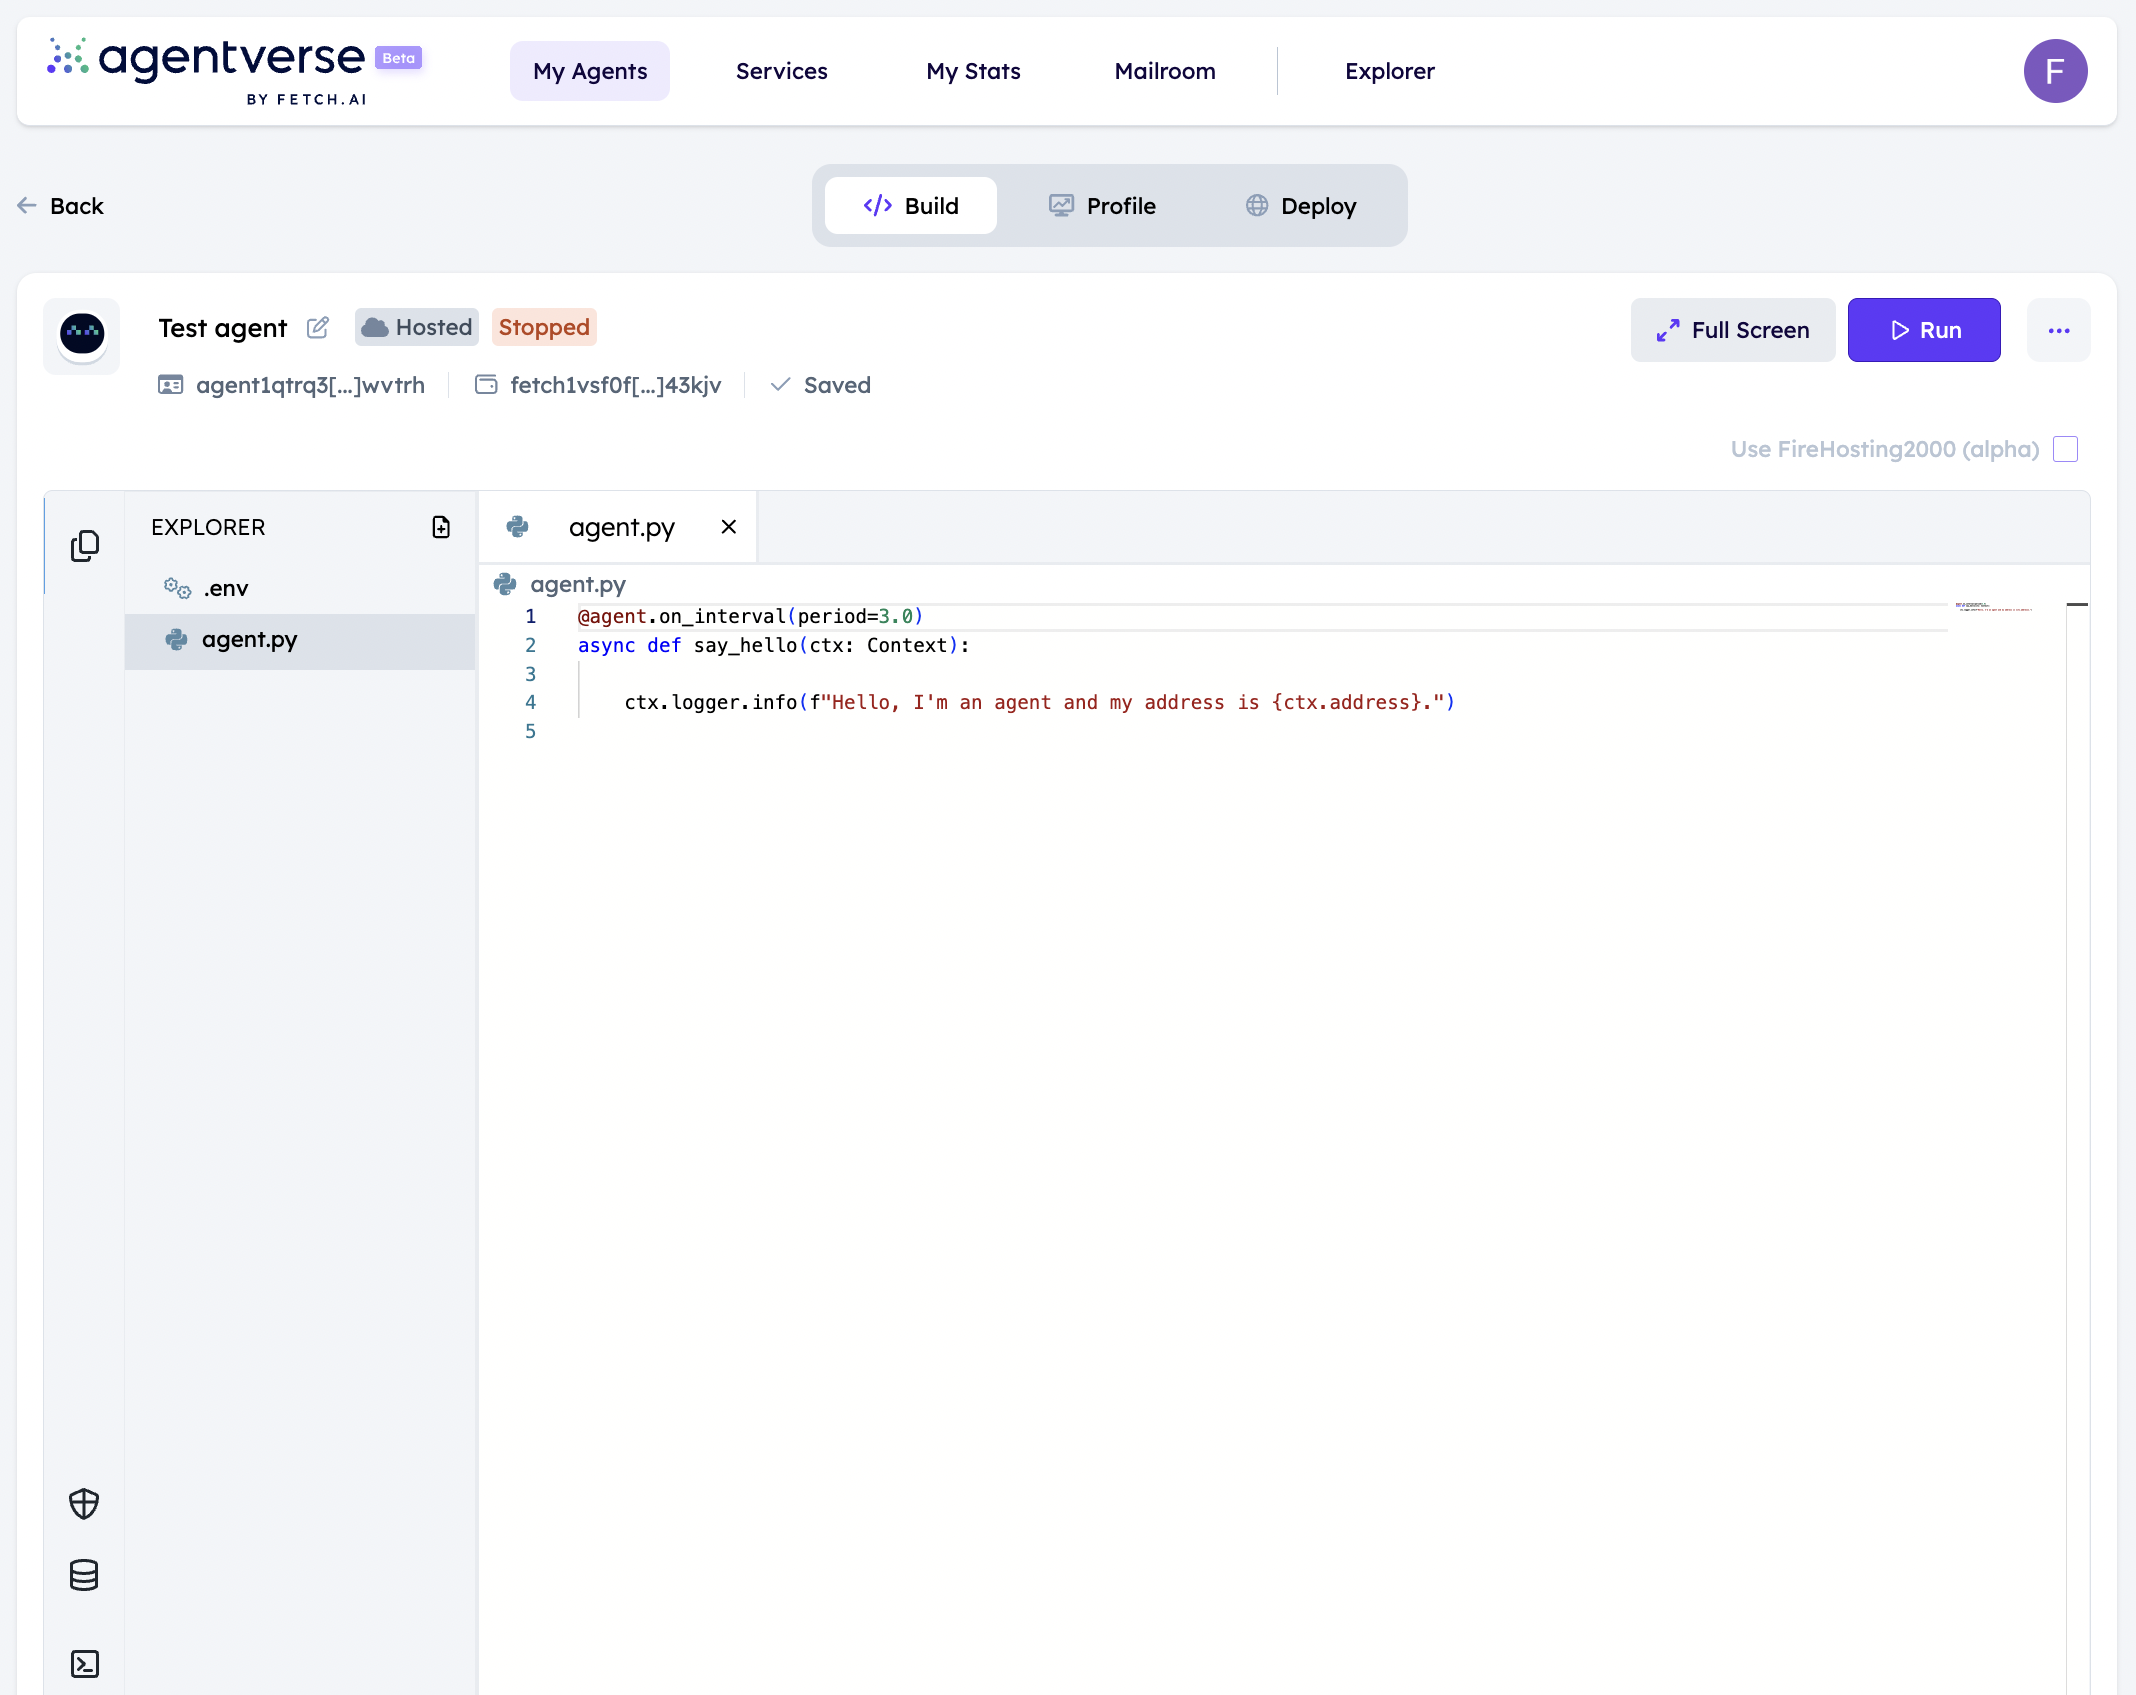 agentverse Beta
BY FETCH.AI
My Agents Services My Stats Mailroom Explorer F
Back
</> Build Profile Deploy
Test agent Hosted Stopped
Full Screen Run
agent1qtrq3[...]wvtrh fetch1vsf0f[...]43kjv Saved
Use FireHosting2000 (alpha)
EXPLORER
.env
agent.py
agent.py
agent.py
1 @agent.on_interval(period=3.0)
2 async def say_hello(ctx: Context):
3
4 ctx.logger.info(f"Hello, I'm an agent and my address is {ctx.address}.")
5